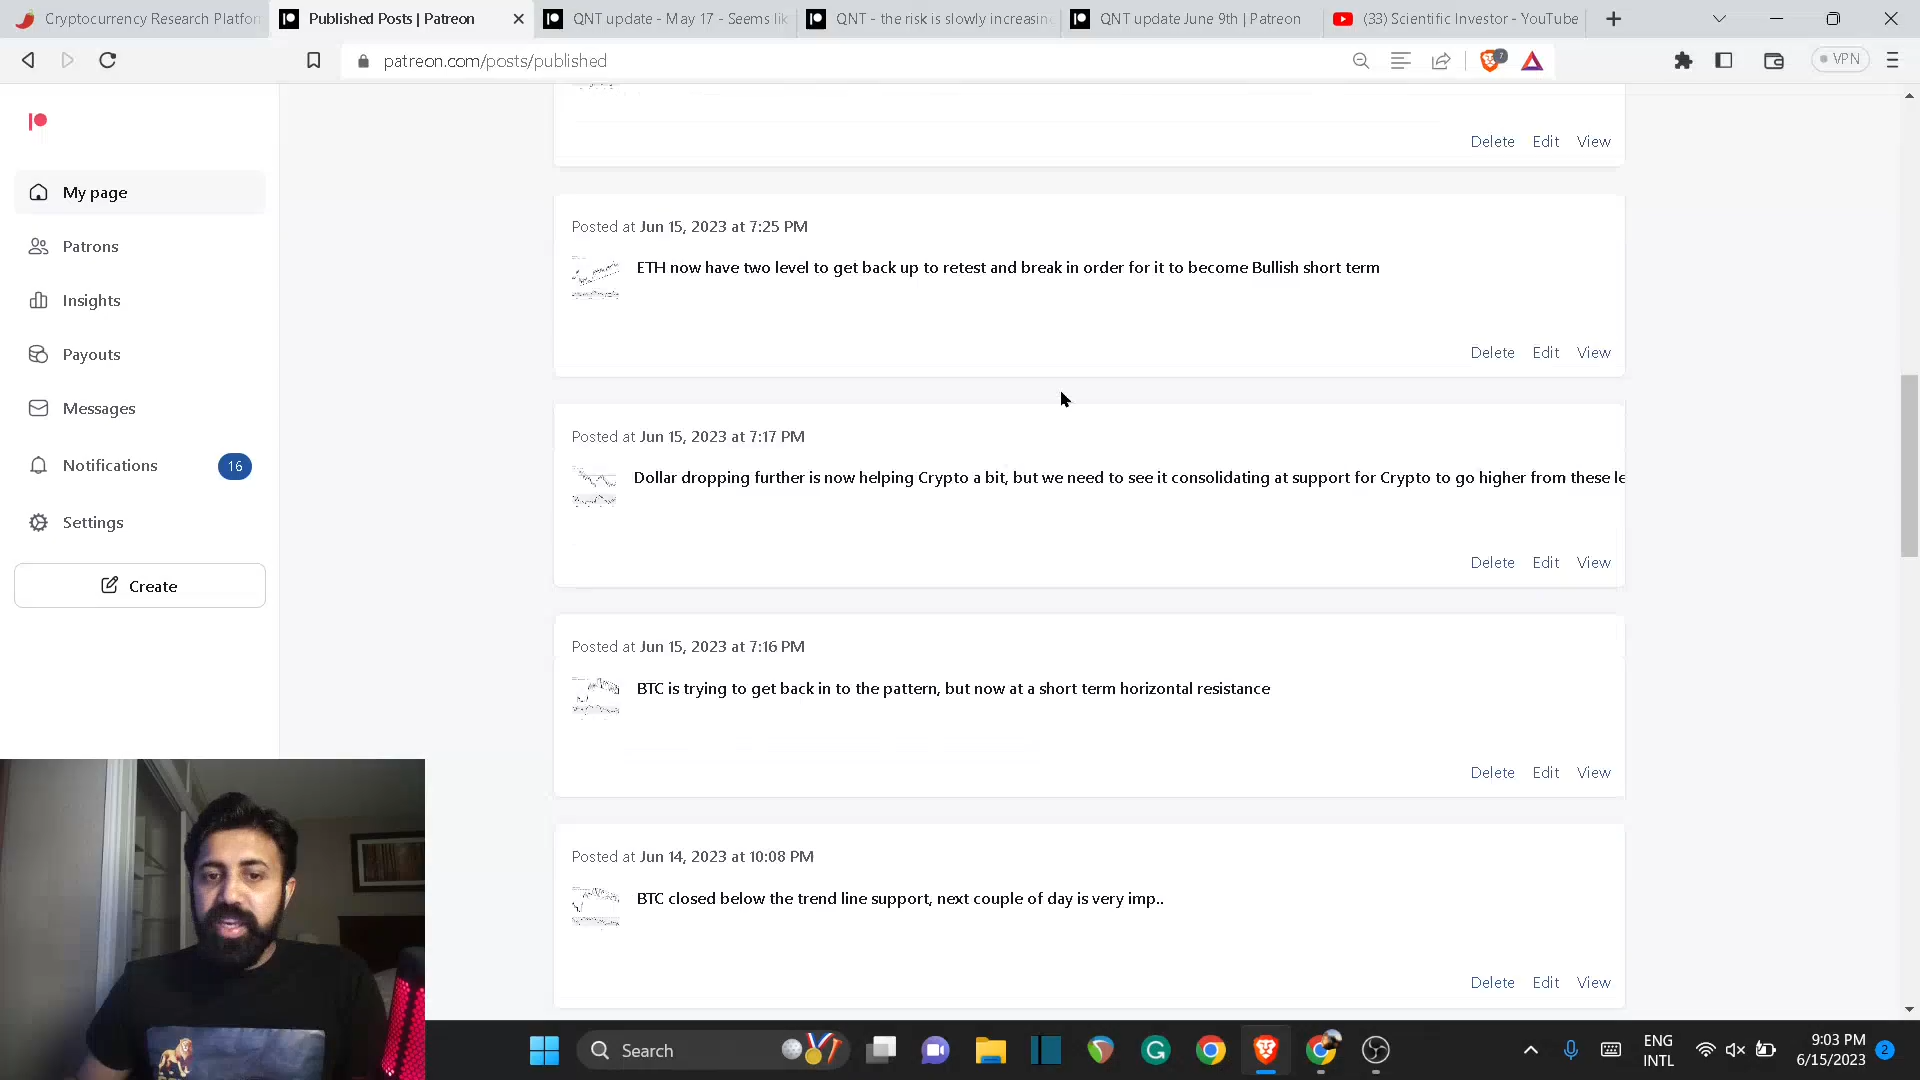 Cryptocurrency Research Platfor
Published Posts | Patreon
QNT update - May 17 - Seems lik
QNT - the risk is slowly increasin
QNT update June 9th | Patreon
(33) Scientific Investor - YouTube
patreon.com/posts/published
7
VPN
My page
Patrons
Insights
Payouts
Messages
Notifications 16
Settings
Create
Delete Edit View
Posted at Jun 15, 2023 at 7:25 PM
ETH now have two level to get back up to retest and break in order for it to become Bullish short term
Delete Edit View
Posted at Jun 15, 2023 at 7:17 PM
Dollar dropping further is now helping Crypto a bit, but we need to see it consolidating at support for Crypto to go higher from these le
Delete Edit View
Posted at Jun 15, 2023 at 7:16 PM
BTC is trying to get back in to the pattern, but now at a short term horizontal resistance
Delete Edit View
Posted at Jun 14, 2023 at 10:08 PM
BTC closed below the trend line support, next couple of day is very imp..
Delete Edit View
Search
ENG
INTL
9:03 PM
6/15/2023
2